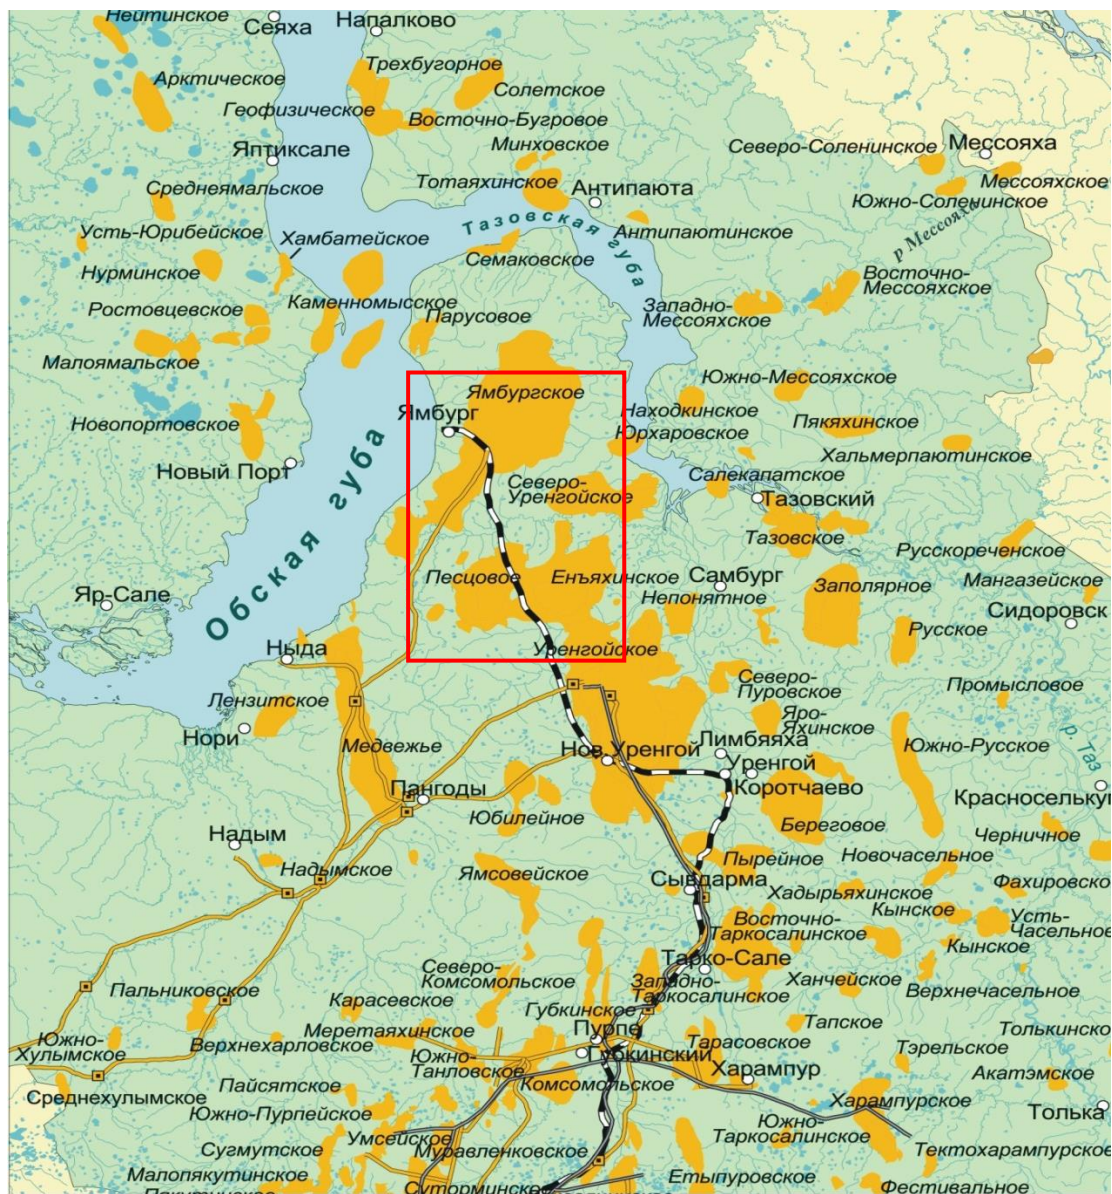 Нейтинское
Сеяха
Напалково
Арктическое
Трехбугорное
Солетское
Геофизическое
Восточно-Бугровое
Яптиксале
Минховское
Северо-Соленинское
Мессояха
Среднеямальское
Тотаяхинское
Антипаюта
Мессояхское
Южно-Соленинское
Усть-Юрибейское
Хамбатейское
Тазовская губа
Антипаютинское
р Мессояха
Нурминское
Семаковское
Восточно-
Мессояхское
Ростовцевское
Каменномысское
Парусовое
Западно-
Мессояхское
Малоямальское
Ямбургское
Южно-Мессояхское
Новопортовское
Ямбург
Находкинское
Юрхаровское
Пякяхинское
Хальмерпаютинское
Новый Порт
Обская губа
Северо-
Уренгойское
Салекапатское
Тазовский
Тазовское
Русскореченское
Яр-Сале
Песцовое
Енъяхинское
Самбург
Непонятное
Заполярное
Мангазейское
Сидоровск
Ныда
Уренгойское
Русское
Лензитское
Северо-
Пуровское
Промысловое
Нори
Медвежье
Яро-
Яхинское
Нов.Уренгой
Лимбяяха
Южно-Русское
р Таз
Пангоды
Уренгой
Коротчаево
Красноселькуп
Юбилейное
Береговое
Черничное
Надым
Надымское
Ямсовейское
Пырейное
Новочасельное
Сывдарма
Хадырьяхинское
Фахировско
Кынское
Восточно-
Таркосалинское
Усть-
Часельное
Кынское
Северо-
Комсомольское
Тарко-Сале
Пальниковское
Карасевское
Западно-
Таркосалинское
Ханчейское
Верхнечасельное
Губкинское
Меретаяхинское
Пурпе
Тапское
Толькинско
Южно-
Хулымское
Верхнехарловское
Южно-
Танловское
Губкинский
Тарасовское
Тэрельское
Среднехулымское
Пайсятское
Комсомольское
Харампур
Акатэмское
Южно-Пурпейское
Харампурское
Толька
Сугмутское
Умсейское
Муравленковское
Южно-
Таркосалинское
Тектохарампурское
Малопякутинское
Суторминское
Етыпуровское
Фестивальное